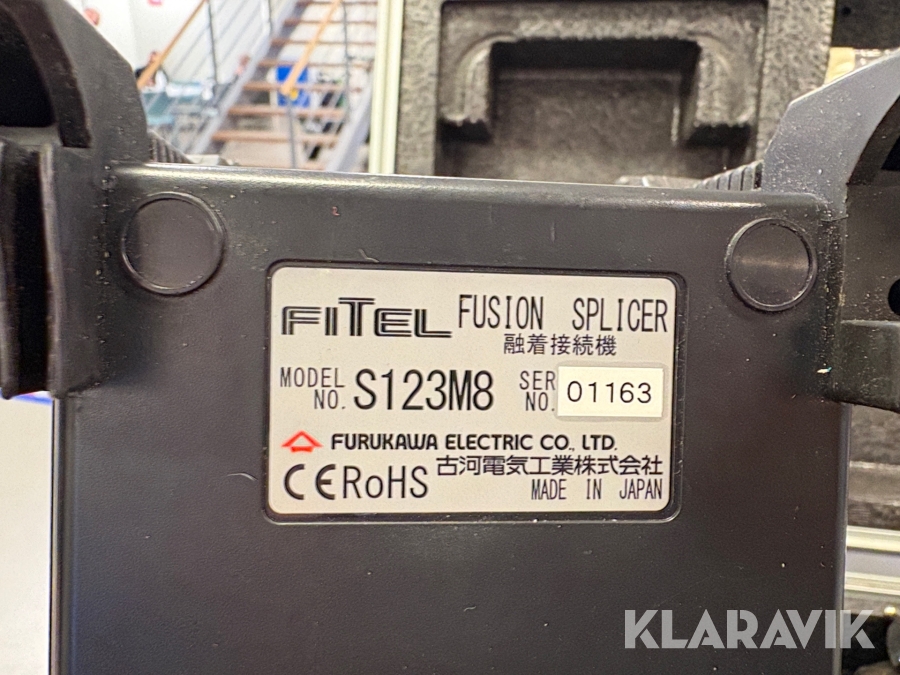 FITEL FUSION SPLICER
融着接続機
MODEL NO. S123M8 SER NO. 01163
FURUKAWA ELECTRIC CO., LTD.
古河電気工業株式会社
CE RoHS MADE IN JAPAN
KLARAVIK